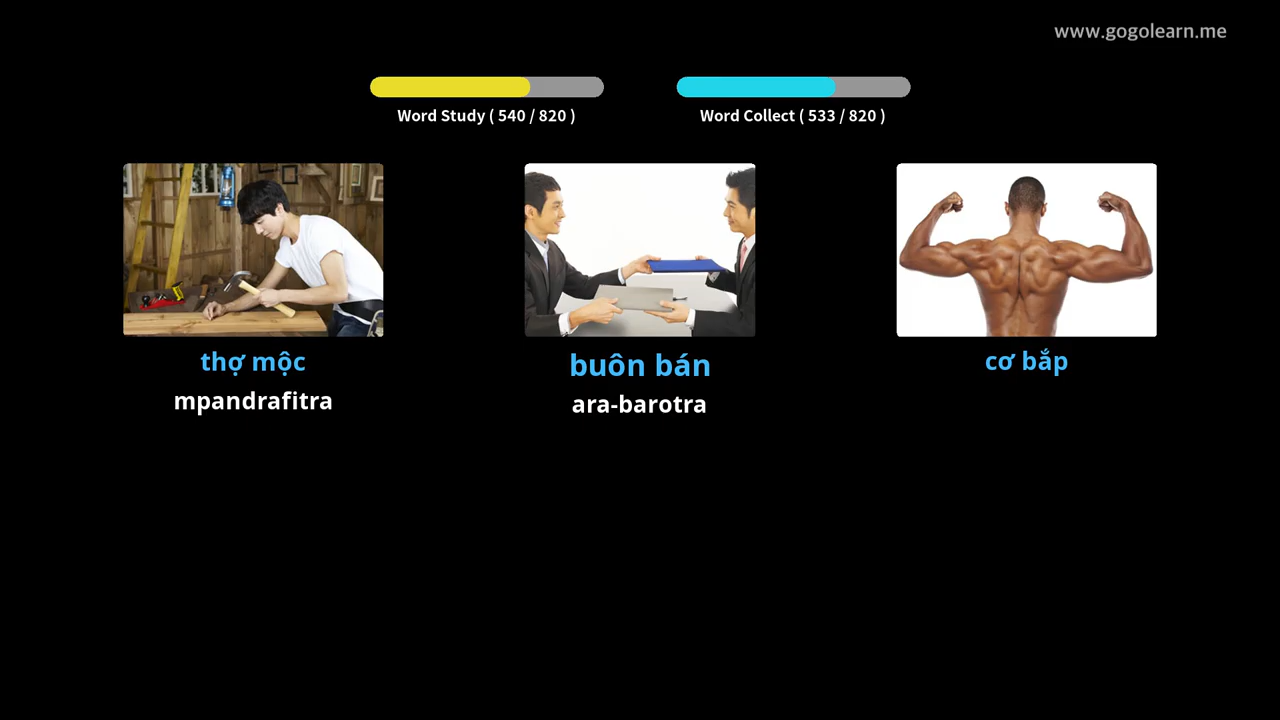 www.gogolearn.me
Word Study ( 540 / 820 )
Word Collect ( 533 / 820 )
thợ mộc
mpandrafitra
buôn bán
ara-barotra
cơ bắp